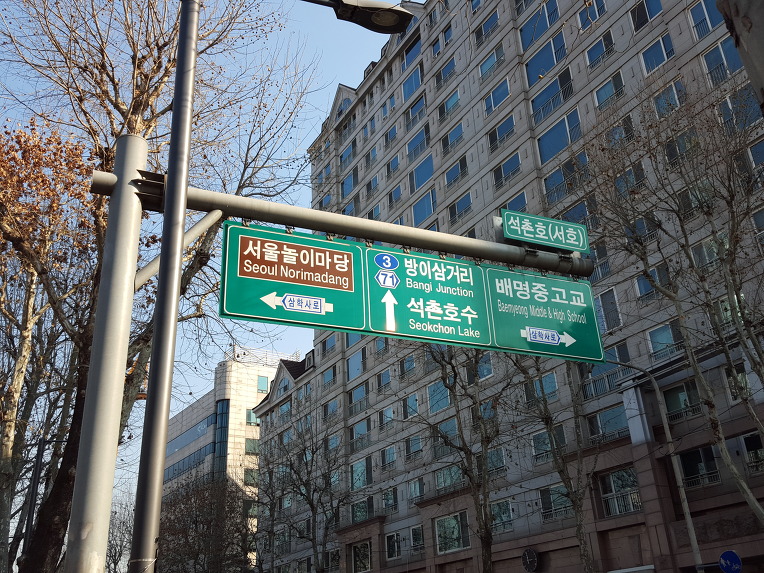 석촌호(서호)
서울놀이마당
Seoul Norimadang
삼학사로
3
71
방이삼거리
Bangi Junction
석촌호수
Seokchon Lake
배명중고교
Baemyeong Middle & High School
삼학사로